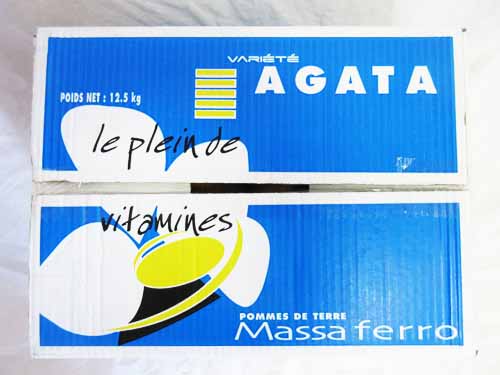 VARIÉTÉ
AGATA
POIDS NET : 12.5 kg
le plein de
vitamines
POMMES DE TERRE
Massa ferro